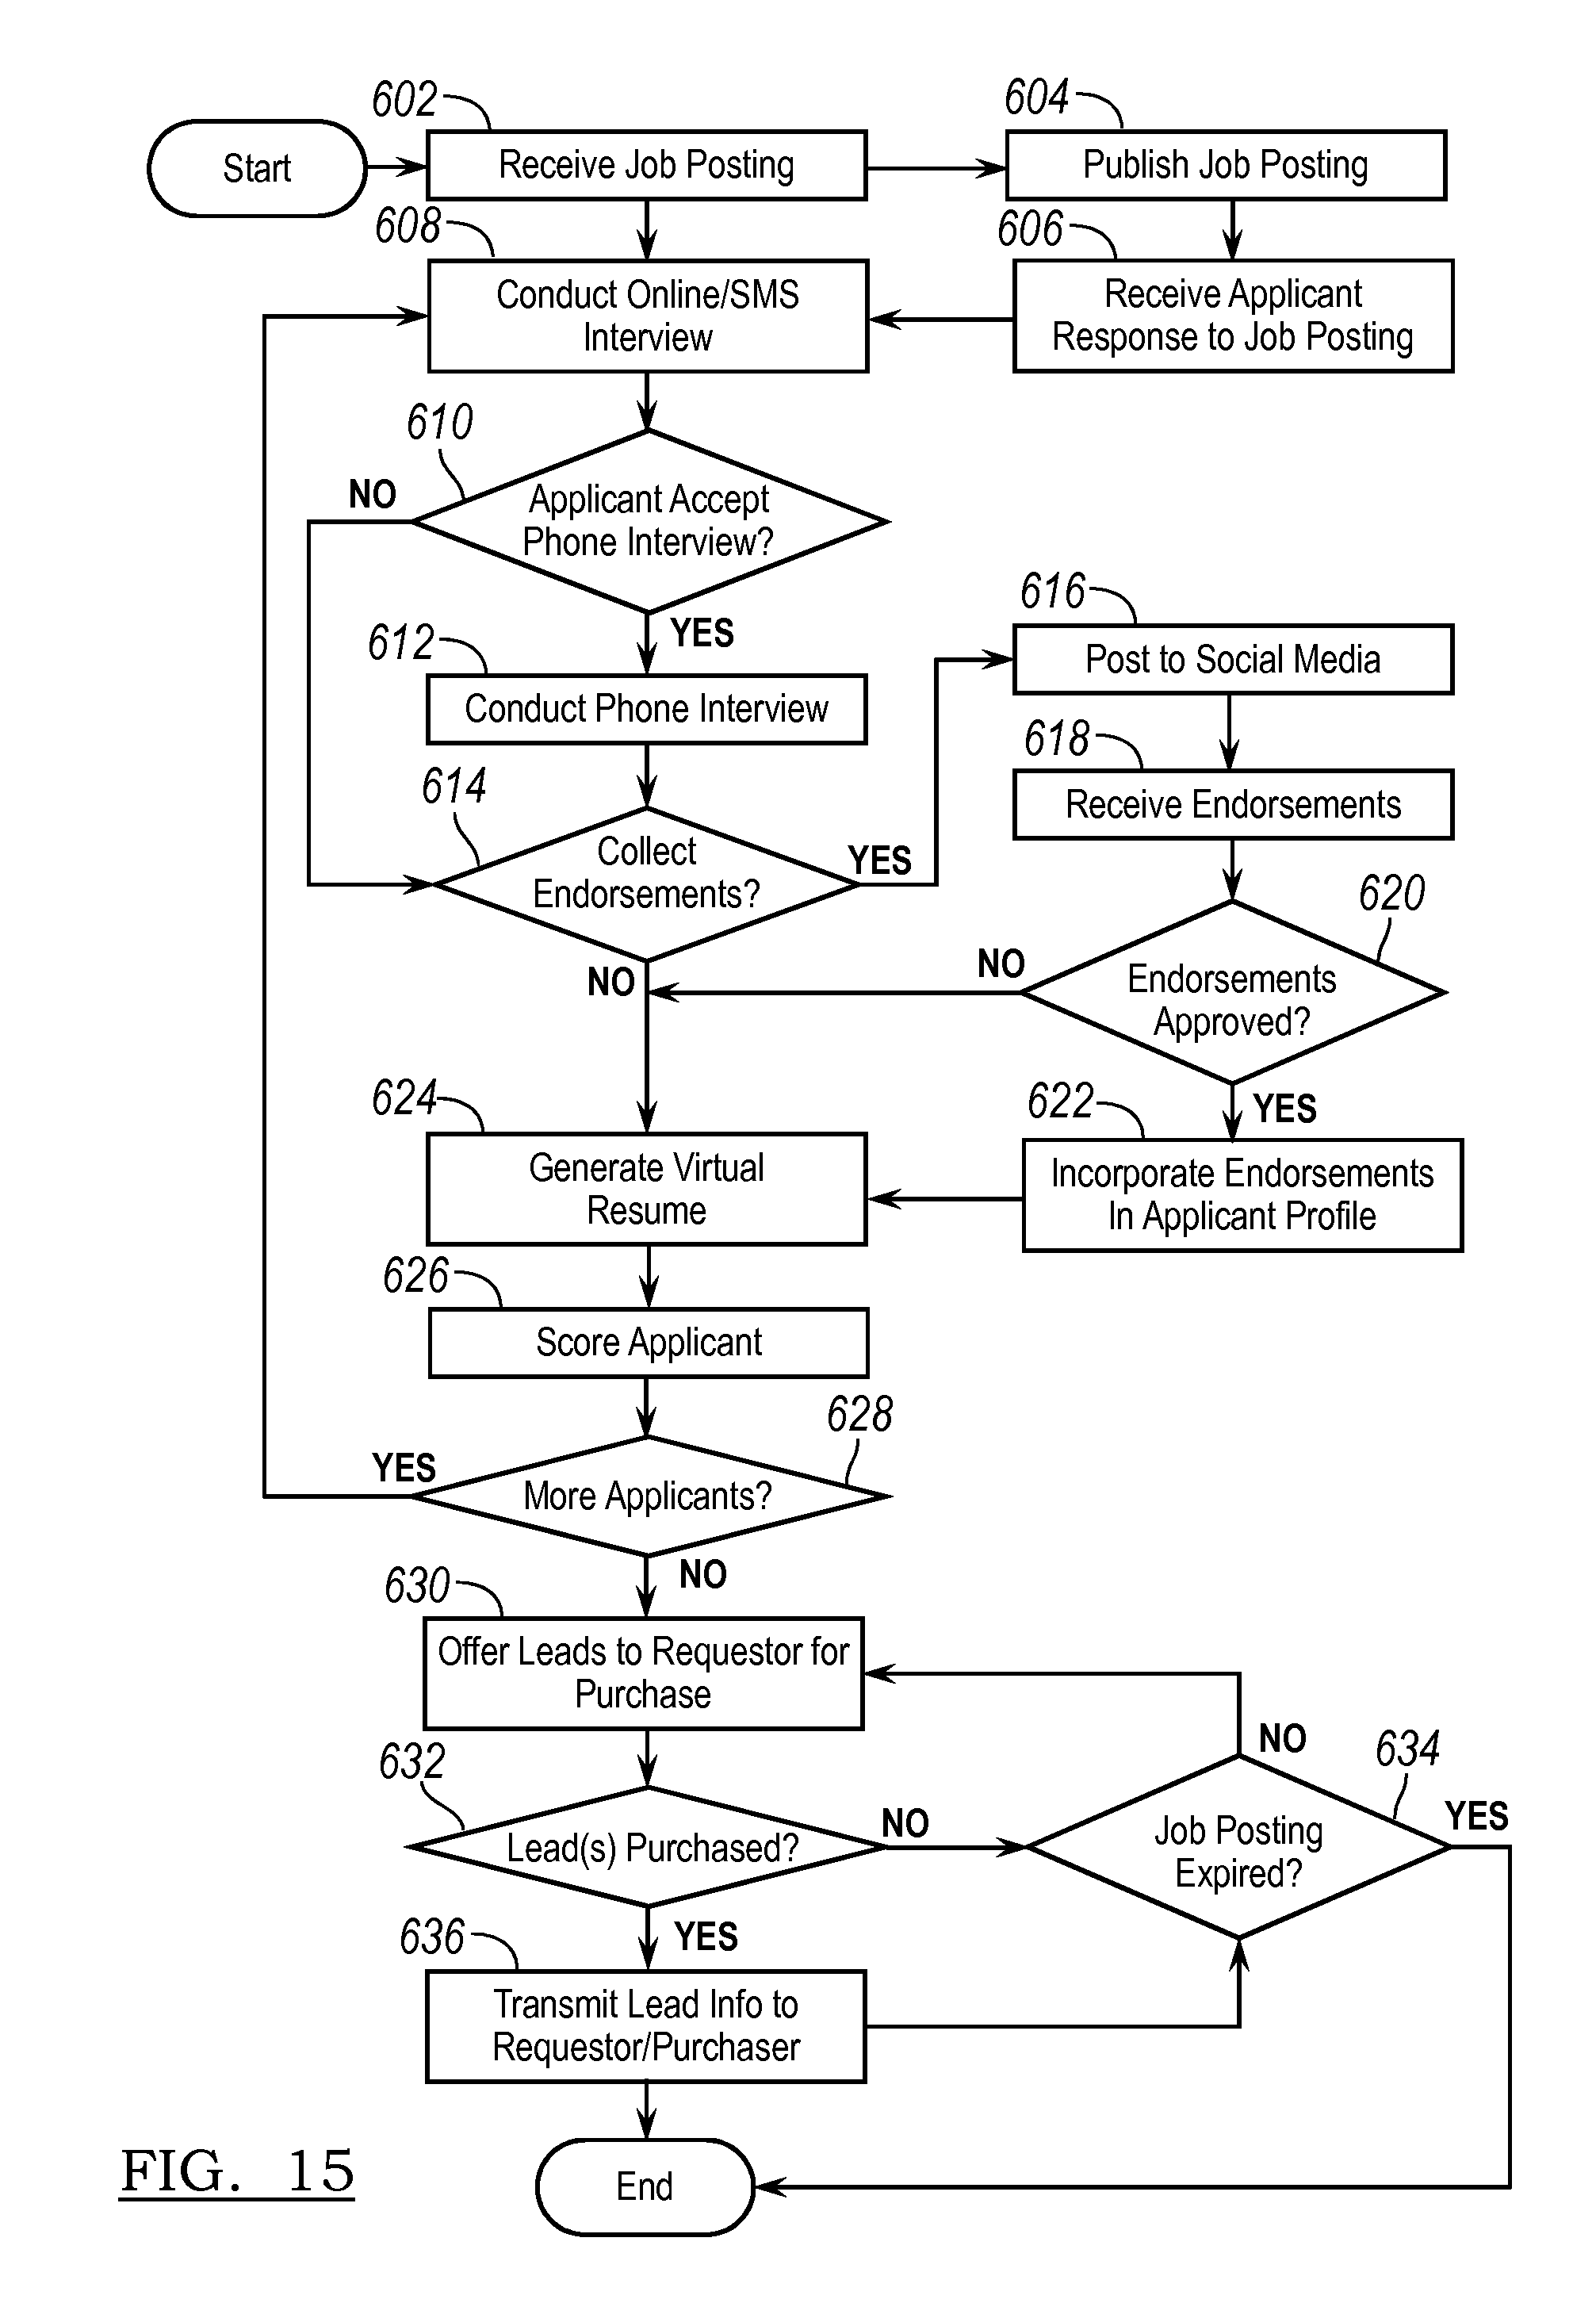 602
604
Start
Receive Job Posting
Publish Job Posting
608
606
Conduct Online/SMS
Interview
Receive Applicant
Response to Job Posting
610
NO
Applicant Accept
Phone Interview?
YES
616
612
Post to Social Media
Conduct Phone Interview
618
614
Receive Endorsements
Collect
Endorsements?
YES
620
NO
NO
Endorsements
Approved?
624
622
YES
Generate Virtual
Resume
Incorporate Endorsements
In Applicant Profile
626
Score Applicant
628
YES
More Applicants?
NO
630
Offer Leads to Requestor for
Purchase
NO
634
632
NO
YES
Lead(s) Purchased?
Job Posting
Expired?
636
YES
Transmit Lead Info to
Requestor/Purchaser
FIG. 15
End